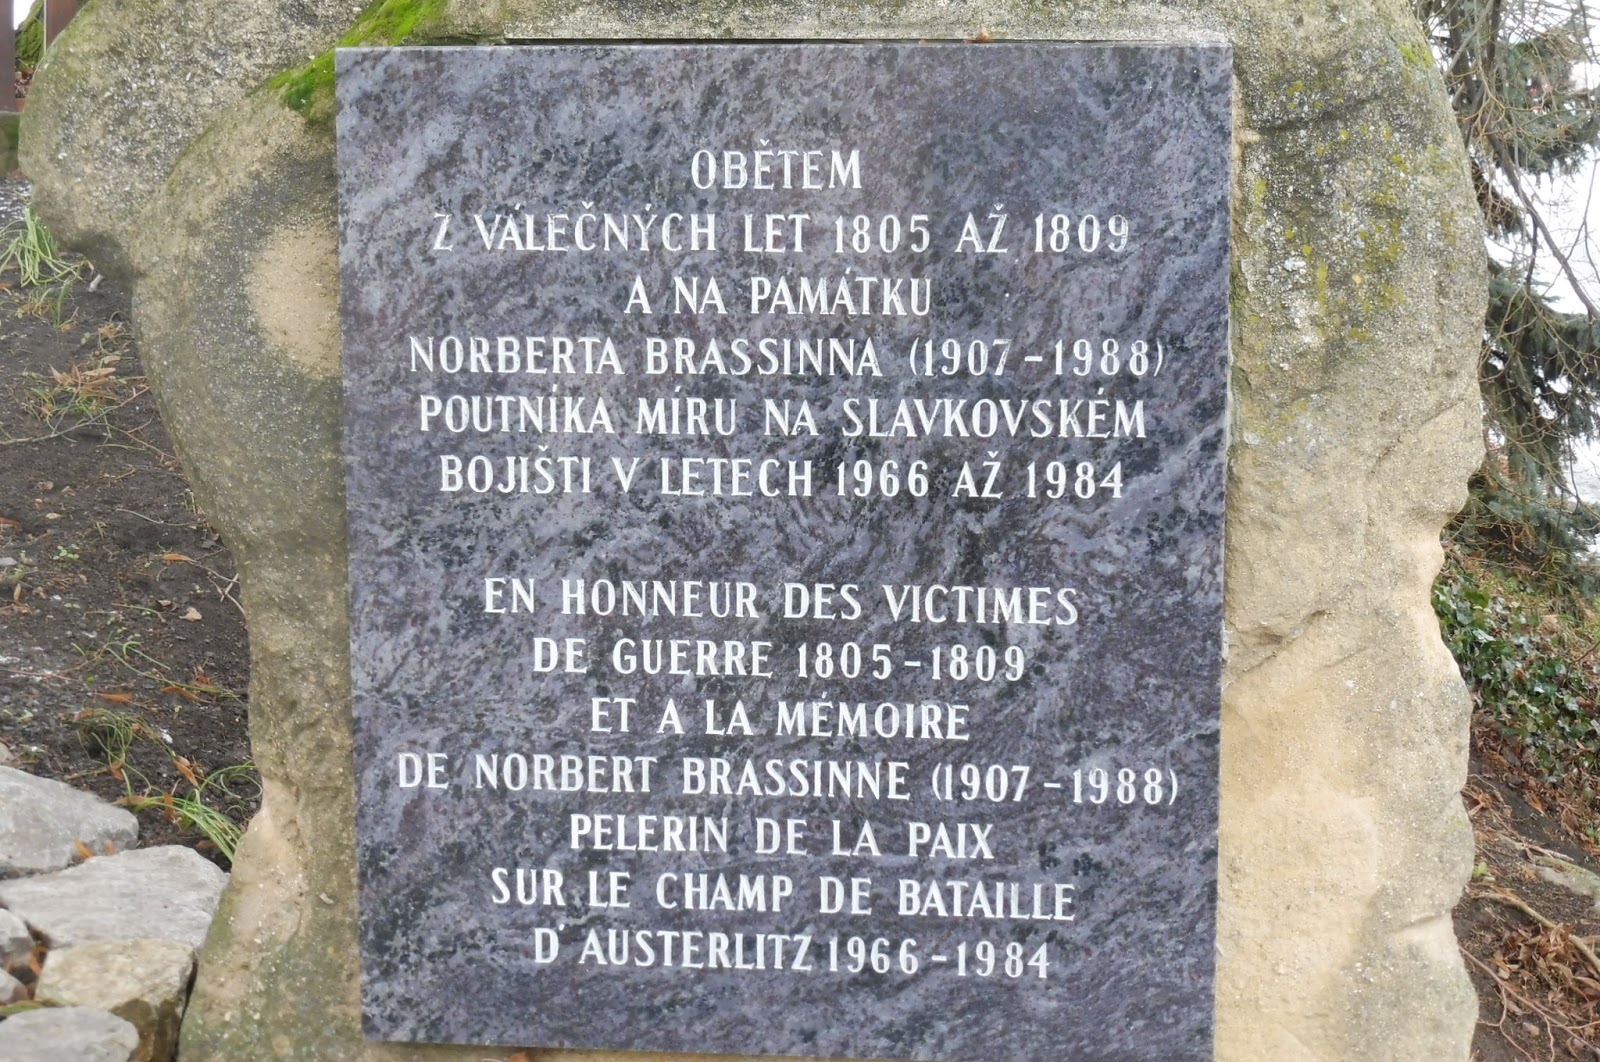 OBĚTEM
Z VÁLEČNÝCH LET 1805 AŽ 1809
A NA PAMÁTKU
NORBERTA BRASSINNA (1907-1988)
POUTNÍKA MÍRU NA SLAVKOVSKÉM
BOJIŠTI V LETECH 1966 AŽ 1984
EN HONNEUR DES VICTIMES
DE GUERRE 1805-1809
ET A LA MÉMOIRE
DE NORBERT BRASSINNE (1907-1988)
PELERIN DE LA PAIX
SUR LE CHAMP DE BATAILLE
D'AUSTERLITZ 1966-1984